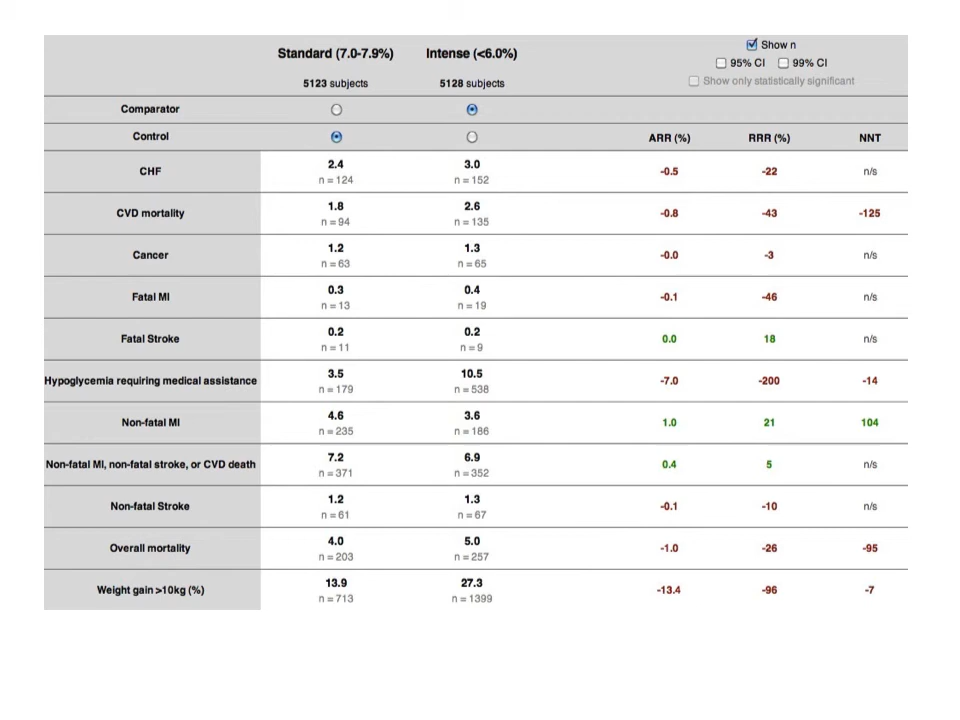 Show n
Standard (7.0-7.9%) Intense (<6.0%)
95% CI 99% CI
5123 subjects 5128 subjects Show only statistically significant
Comparator
Control ARR (%) RRR (%) NNT
CHF 2.4 3.0 -0.5 -22 n/s
n = 124 n = 152
CVD mortality 1.8 2.6 -0.8 -43 -125
n = 94 n = 135
Cancer 1.2 1.3 -0.0 -3 n/s
n = 63 n = 65
Fatal MI 0.3 0.4 -0.1 -46 n/s
n = 13 n = 19
Fatal Stroke 0.2 0.2 0.0 18 n/s
n = 11 n = 9
Hypoglycemia requiring medical assistance 3.5 10.5 -7.0 -200 -14
n = 179 n = 538
Non-fatal MI 4.6 3.6 1.0 21 104
n = 235 n = 186
Non-fatal MI, non-fatal stroke, or CVD death 7.2 6.9 0.4 5 n/s
n = 371 n = 352
Non-fatal Stroke 1.2 1.3 -0.1 -10 n/s
n = 61 n = 67
Overall mortality 4.0 5.0 -1.0 -26 -95
n = 203 n = 257
Weight gain >10kg (%) 13.9 27.3 -13.4 -96 -7
n = 713 n = 1399